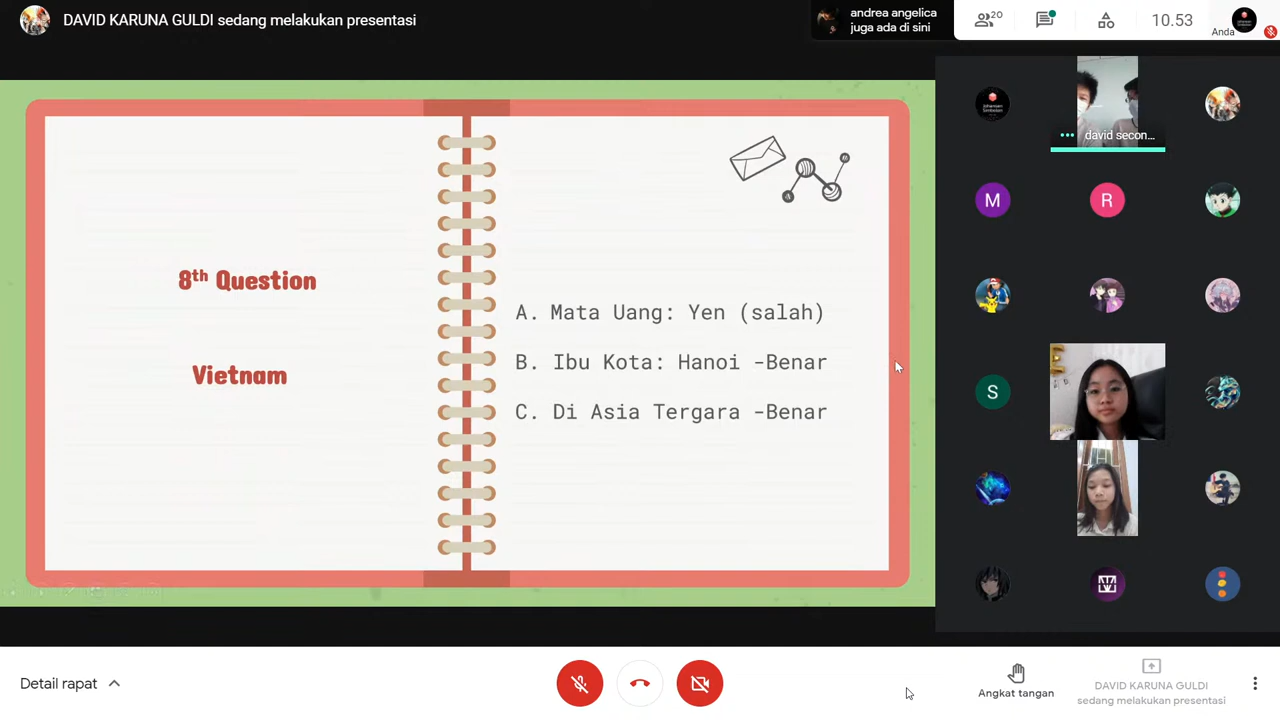 DAVID KARUNA GULDI sedang melakukan presentasi
andrea angelica
juga ada di sini
20
10.53
Anda
8th Question
Vietnam
A. Mata Uang: Yen (salah)
B. Ibu Kota: Hanoi -Benar
C. Di Asia Tergara -Benar
david secon...
M
R
S
Detail rapat
Angkat tangan
DAVID KARUNA GULDI
sedang melakukan presentasi